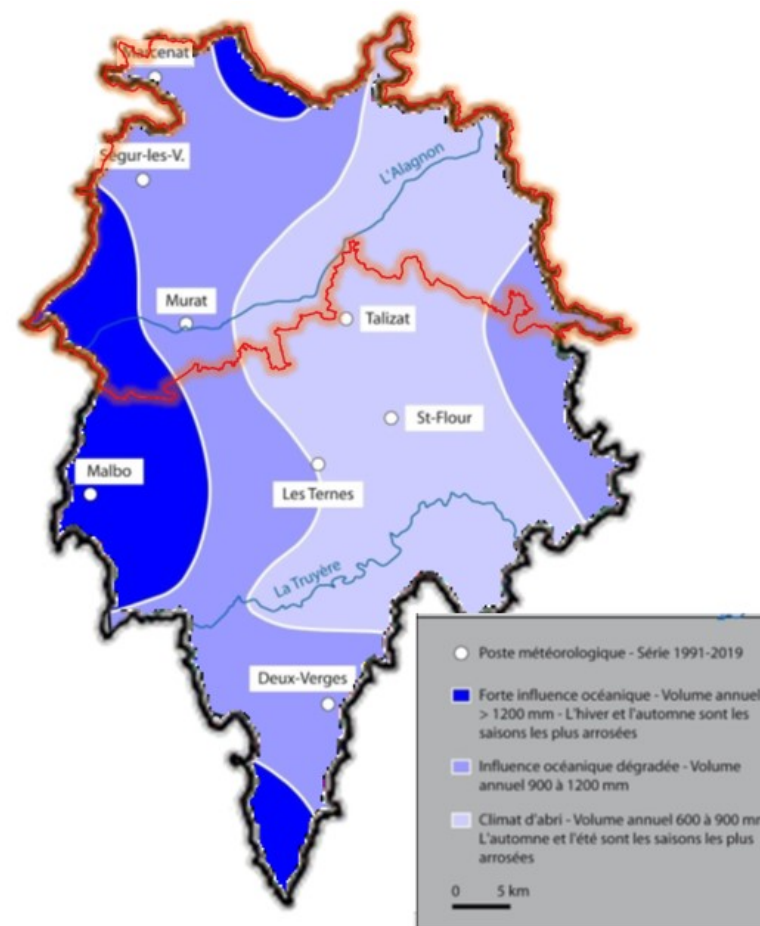 Marcenat
Ségur-les-V.
L'Alagnon
Murat
Talizat
St-Flour
Malbo
Les Ternes
La Truyère
Deux-Verges
Poste météorologique - Série 1991-2019
Forte influence océanique - Volume annuel
> 1200 mm - L'hiver et l'automne sont les
saisons les plus arrosées
Influence océanique dégradée - Volume
annuel 900 à 1200 mm
Climat d'abri - Volume annuel 600 à 900 mm
L'automne et l'été sont les saisons les plus
arrosées
0 5 km